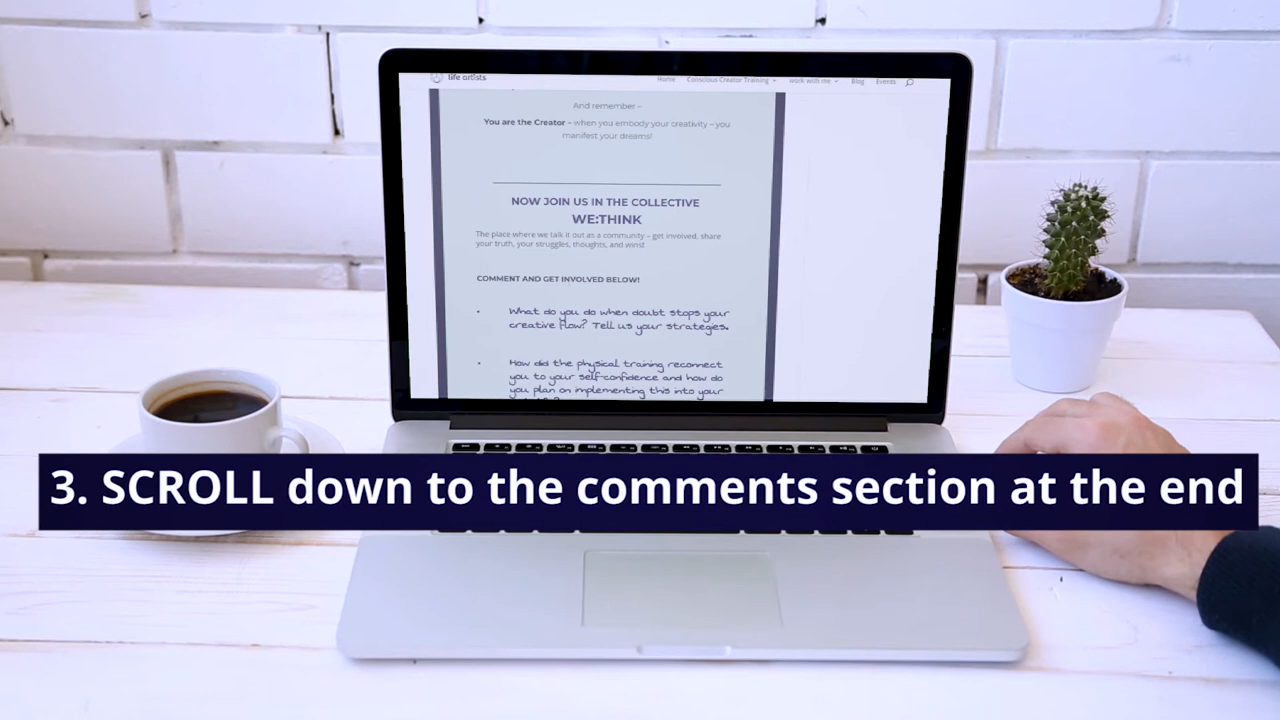 life artists
Home Conscious Creator Training work with me Blog Events
And remember –
You are the Creator – when you embody your creativity – you
manifest your dreams!
NOW JOIN US IN THE COLLECTIVE
WE:THINK
The place where we talk it out as a community – get involved, share
your truth, your struggles, thoughts, and wins!
COMMENT AND GET INVOLVED BELOW!
• What do you do when doubt stops your
creative flow? Tell us your strategies.
• How did the physical training reconnect
you to your self-confidence and how do
you plan on implementing this into your
3. SCROLL down to the comments section at the end